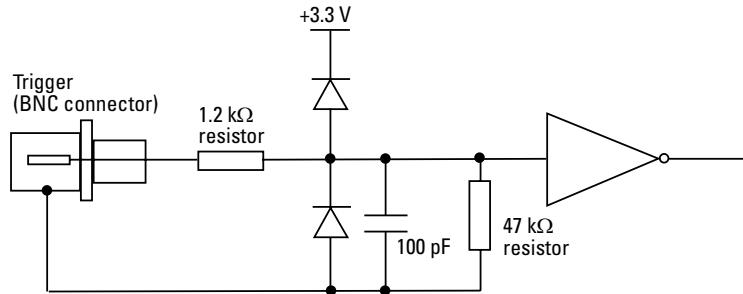 +3.3 V
Trigger
(BNC connector)
1.2 kΩ
resistor
100 pF
47 kΩ
resistor